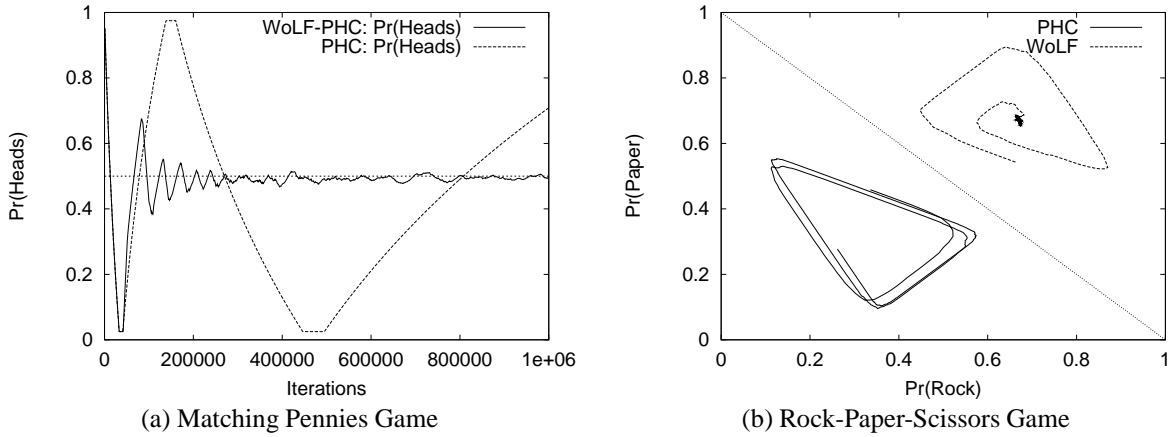 WoLF-PHC: Pr(Heads)
PHC: Pr(Heads)
1
0.8
0.6
0.4
0.2
0
Pr(Heads)
0 200000 400000 600000 800000 1e+06
Iterations
(a) Matching Pennies Game
PHC
WoLF
1
0.8
0.6
0.4
0.2
0
Pr(Paper)
0 0.2 0.4 0.6 0.8 1
Pr(Rock)
(b) Rock-Paper-Scissors Game